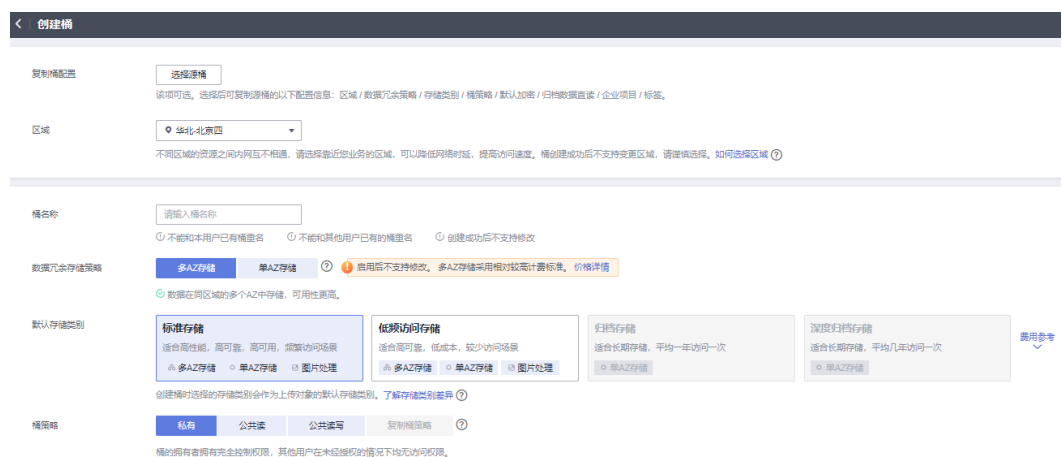 创建桶
复制桶配置
选择源桶
该项可选。选择后可复制源桶的以下配置信息：区域 / 数据冗余策略 / 存储类别 / 桶策略 / 默认加密 / 归档数据直读 / 企业项目 / 标签。
区域
华北-北京四
不同区域的资源之间内网互不相通，请选择靠近您业务的区域，可以降低网络时延，提高访问速度。桶创建成功后不支持变更区域，请谨慎选择。如何选择区域
桶名称
请输入桶名称
不能和本用户已有桶重名 不能和其他用户已有的桶重名 创建成功后不支持修改
数据冗余存储策略
多AZ存储 单AZ存储 启用后不支持修改。 多AZ存储采用相对较高计费标准。 价格详情
数据在同区域的多个AZ中存储，可用性更高。
默认存储类别
标准存储 低频访问存储 归档存储 深度归档存储
适合高性能，高可靠，高可用，频繁访问场景 适合高可靠，低成本，较少访问场景 适合长期存储，平均一年访问一次 适合长期存储，平均几年访问一次
多AZ存储 单AZ存储 图片处理 多AZ存储 单AZ存储 图片处理 单AZ存储 单AZ存储
费用参考
创建桶时选择的存储类别会作为上传对象的默认存储类别。了解存储类别差异
桶策略
私有 公共读 公共读写 复制桶策略
桶的拥有者拥有完全控制权限，其他用户在未经授权的情况下均无访问权限。